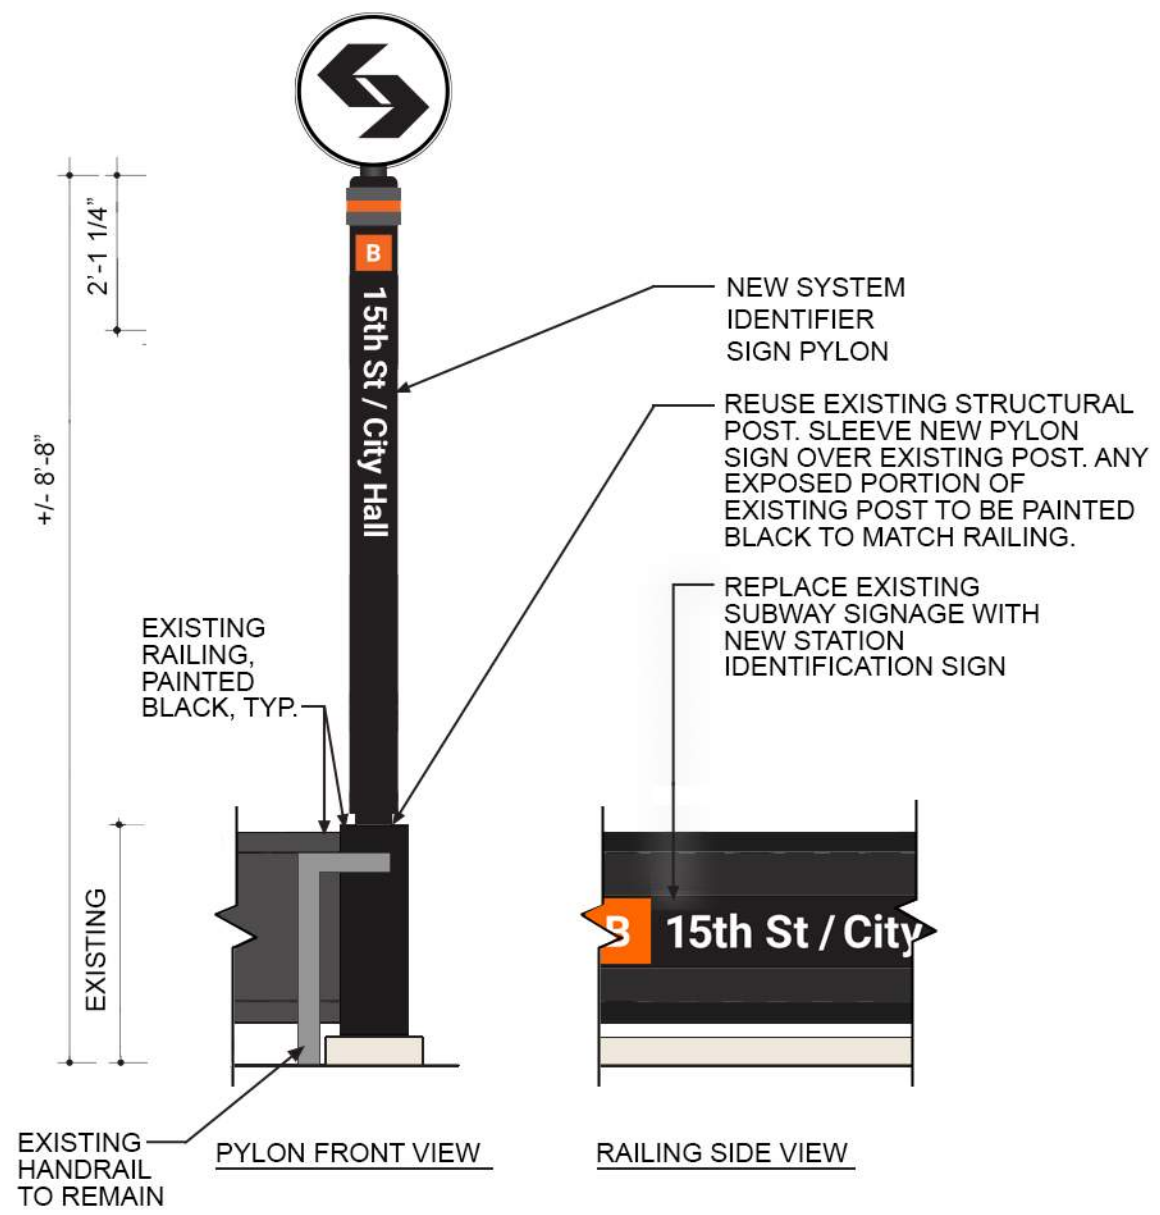 2'-1 1/4"
+/- 8'-8"
B
15th St / City Hall
NEW SYSTEM
IDENTIFIER
SIGN PYLON
REUSE EXISTING STRUCTURAL
POST. SLEEVE NEW PYLON
SIGN OVER EXISTING POST. ANY
EXPOSED PORTION OF
EXISTING POST TO BE PAINTED
BLACK TO MATCH RAILING.
REPLACE EXISTING
SUBWAY SIGNAGE WITH
NEW STATION
IDENTIFICATION SIGN
EXISTING
RAILING,
PAINTED
BLACK, TYP.
EXISTING
B 15th St / City
EXISTING
HANDRAIL
TO REMAIN
PYLON FRONT VIEW
RAILING SIDE VIEW